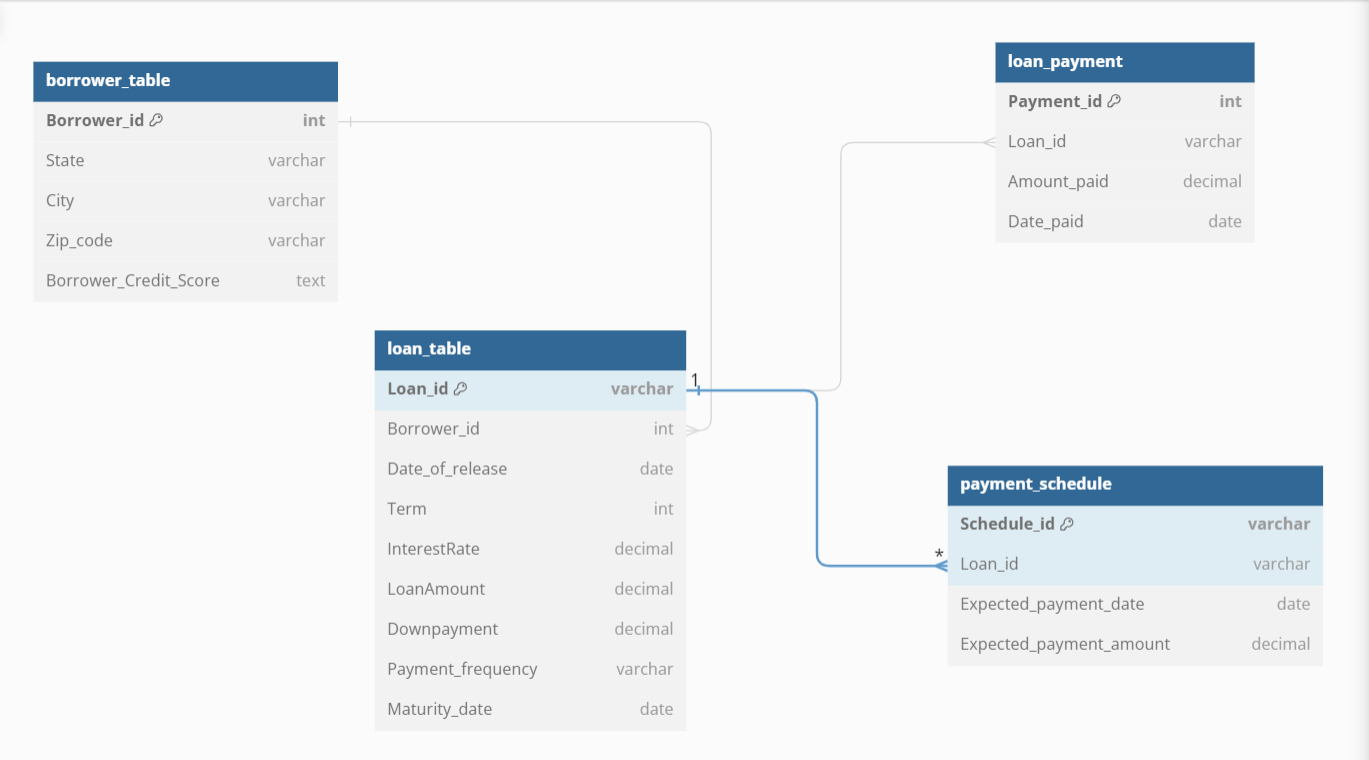 borrower_table
Borrower_id int
State varchar
City varchar
Zip_code varchar
Borrower_Credit_Score text
loan_payment
Payment_id int
Loan_id varchar
Amount_paid decimal
Date_paid date
loan_table
Loan_id varchar
Borrower_id int
Date_of_release date
Term int
InterestRate decimal
LoanAmount decimal
Downpayment decimal
Payment_frequency varchar
Maturity_date date
1
*
payment_schedule
Schedule_id varchar
Loan_id varchar
Expected_payment_date date
Expected_payment_amount decimal